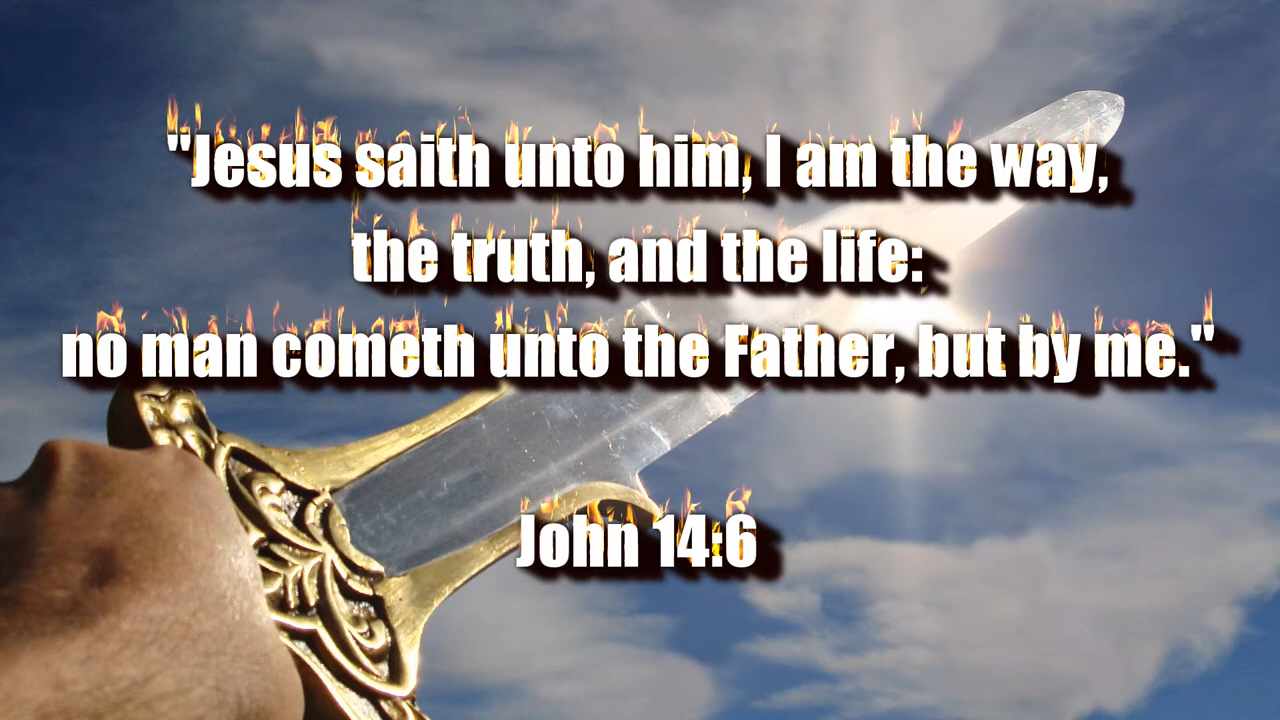 "Jesus saith unto him, I am the way,
the truth, and the life:
no man cometh unto the Father, but by me."
John 14:6